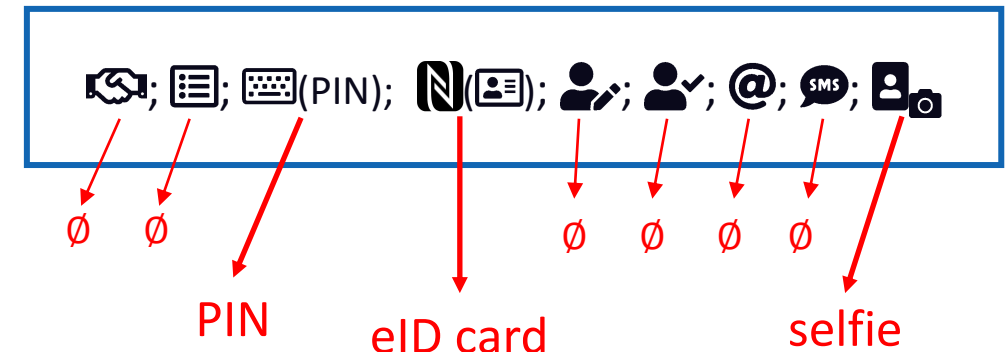 ; ; (PIN); ( ); ; ; @; SMS ;
Ø Ø Ø Ø Ø Ø
PIN eID card selfie